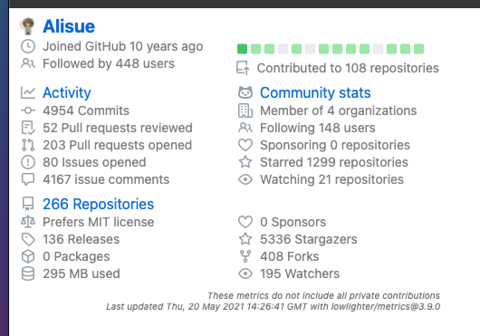 Alisue
Joined GitHub 10 years ago
Followed by 448 users
Contributed to 108 repositories
Activity
4954 Commits
52 Pull requests reviewed
203 Pull requests opened
80 Issues opened
4167 issue comments
Community stats
Member of 4 organizations
Following 148 users
Sponsoring 0 repositories
Starred 1299 repositories
Watching 21 repositories
266 Repositories
Prefers MIT license
136 Releases
0 Packages
295 MB used
0 Sponsors
5336 Stargazers
408 Forks
195 Watchers
These metrics do not include all private contributions
Last updated Thu, 20 May 2021 14:26:41 GMT with lowlighter/metrics@3.9.0